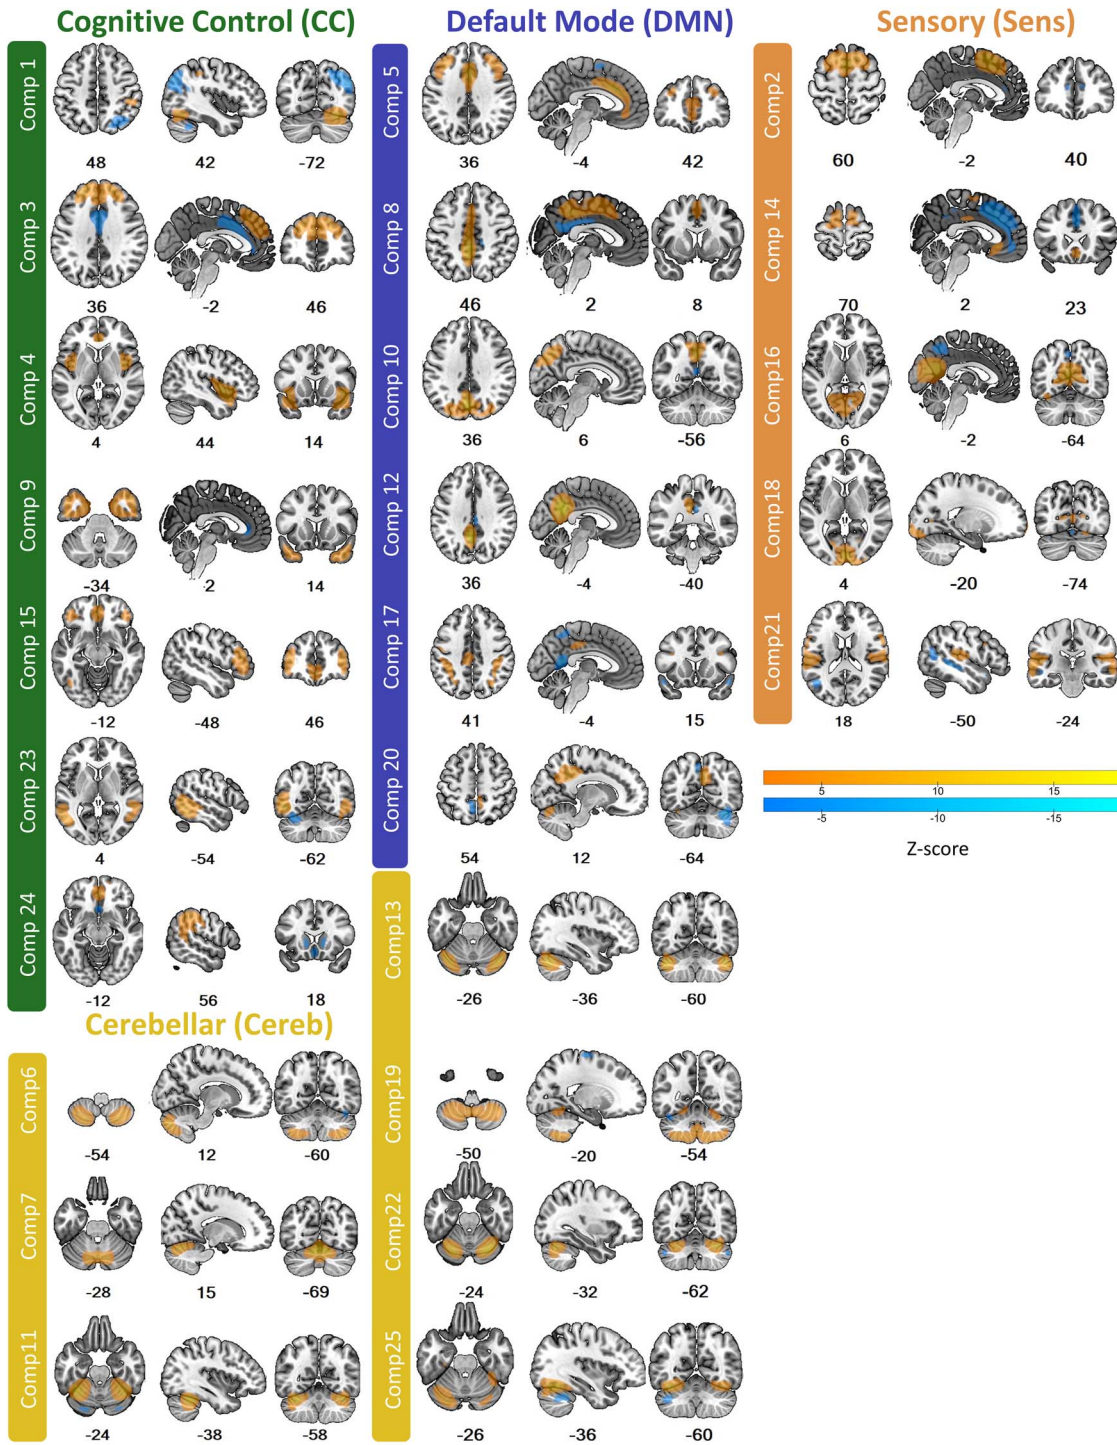 Cognitive Control (CC)
Comp 1
48 42 -72
Comp 3
36 -2 46
Comp 4
4 44 14
Comp 9
-34 -2 14
Comp 15
-12 -48 46
Comp 23
4 -54 -62
Comp 24
-12 56 18
Cerebellar (Cereb)
Comp6
-54 12 -60
Comp7
-28 15 -69
Comp11
-24 -38 -58
Default Mode (DMN)
Comp 5
36 -4 42
Comp 8
46 2 8
Comp 10
36 6 -56
Comp 12
36 -4 -40
Comp 17
41 -4 15
Comp 20
54 12 -64
Comp13
-26 -36 -60
Comp19
-50 -20 -54
Comp22
-24 -32 -62
Comp25
-26 -36 -60
Sensory (Sens)
Comp2
60 -2 40
Comp 14
70 2 23
Comp16
6 -2 -64
Comp18
4 -20 -74
Comp21
18 -50 -24
5 10 15
-5 -10 -15
Z-score